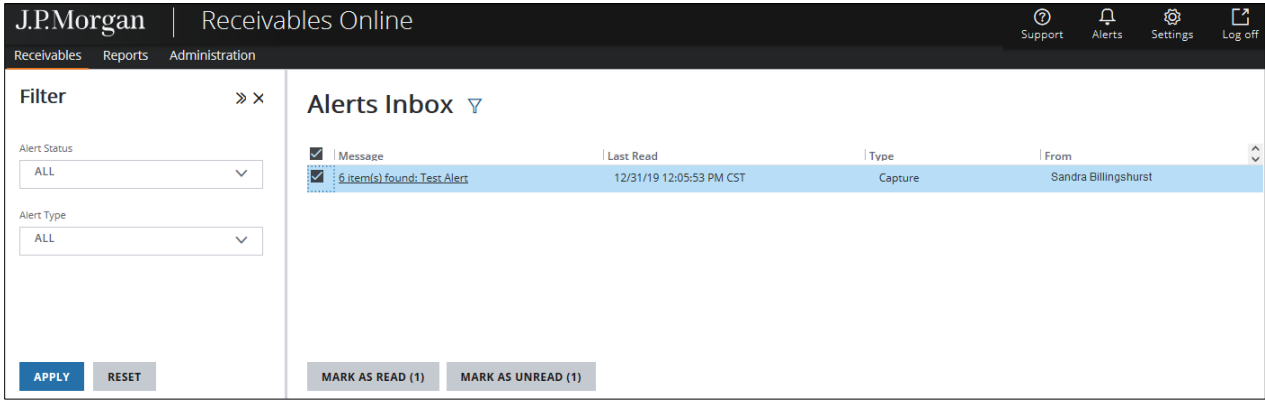 J.P.Morgan | Receivables Online
Support Alerts Settings Log off
Receivables Reports Administration
Filter
Alert Status
ALL
Alert Type
ALL
APPLY RESET
Alerts Inbox
Message Last Read Type From
6 item(s) found: Test Alert 12/31/19 12:05:53 PM CST Capture Sandra Billingshurst
MARK AS READ (1) MARK AS UNREAD (1)